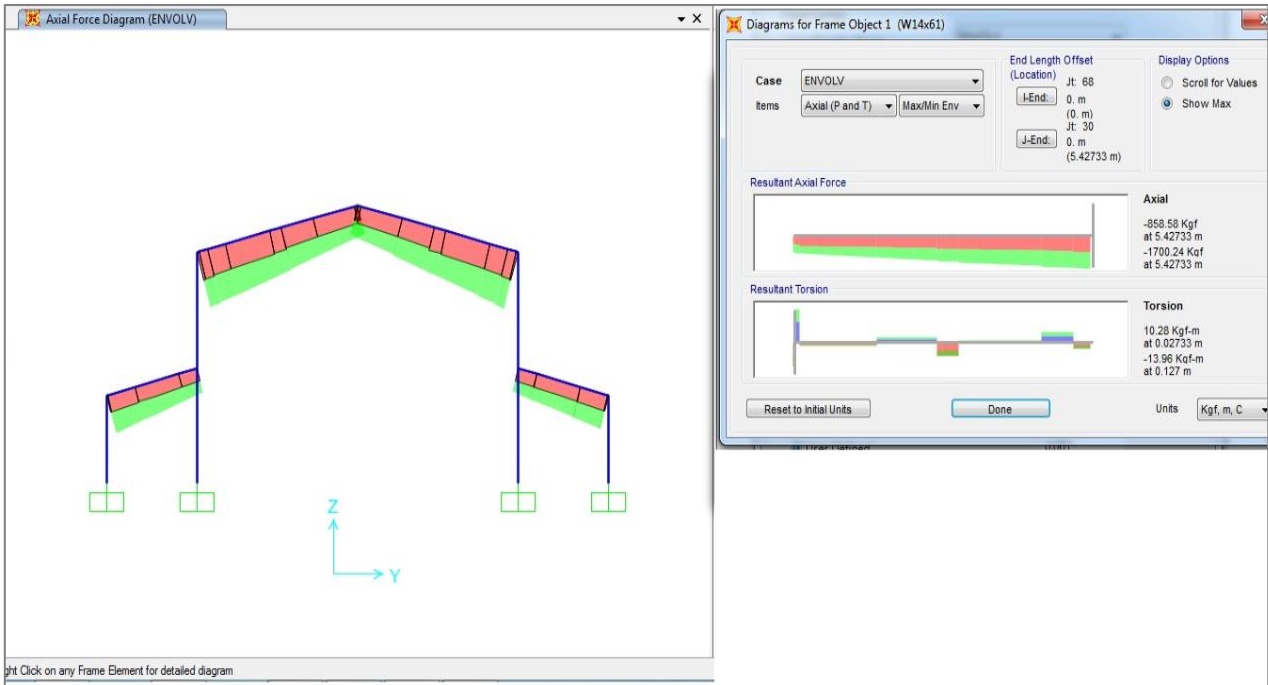 Axial Force Diagram (ENVOLV)
Z
Y
ght Click on any Frame Element for detailed diagram
Diagrams for Frame Object 1 (W14x61)
Case
ENVOLV
Items
Axial (P and T)
Max/Min Env
End Length Offset
(Location)
Jt: 68
I-End:
0. m
(0. m)
Jt: 30
J-End:
0. m
(5.42733 m)
Display Options
Scroll for Values
Show Max
Resultant Axial Force
Axial
-858.58 Kgf
at 5.42733 m
-1700.24 Kgf
at 5.42733 m
Resultant Torsion
Torsion
10.28 Kgf-m
at 0.02733 m
-13.96 Kgf-m
at 0.127 m
Reset to Initial Units
Done
Units
Kgf, m, C
User Defined